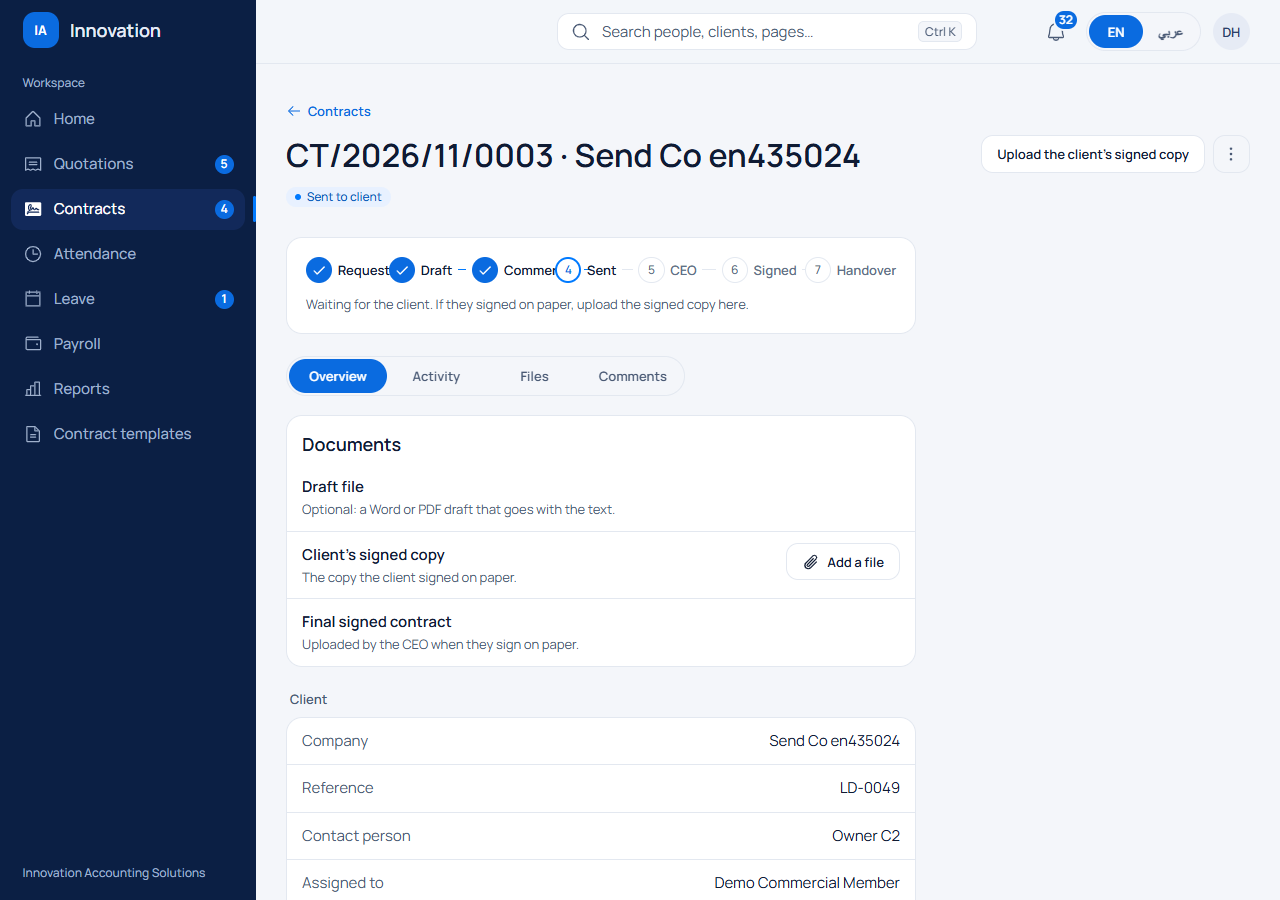 IA Innovation
Search people, clients, pages... Ctrl K
32
EN عربي DH
Workspace
Home
Quotations 5
Contracts 4
Attendance
Leave 1
Payroll
Reports
Contract templates
Innovation Accounting Solutions
Contracts
CT/2026/11/0003 · Send Co en435024
Upload the client's signed copy
Sent to client
Request Draft Commer 4 Sent 5 CEO 6 Signed 7 Handover
Waiting for the client. If they signed on paper, upload the signed copy here.
Overview Activity Files Comments
Documents
Draft file
Optional: a Word or PDF draft that goes with the text.
Client's signed copy
The copy the client signed on paper.
Add a file
Final signed contract
Uploaded by the CEO when they sign on paper.
Client
Company Send Co en435024
Reference LD-0049
Contact person Owner C2
Assigned to Demo Commercial Member